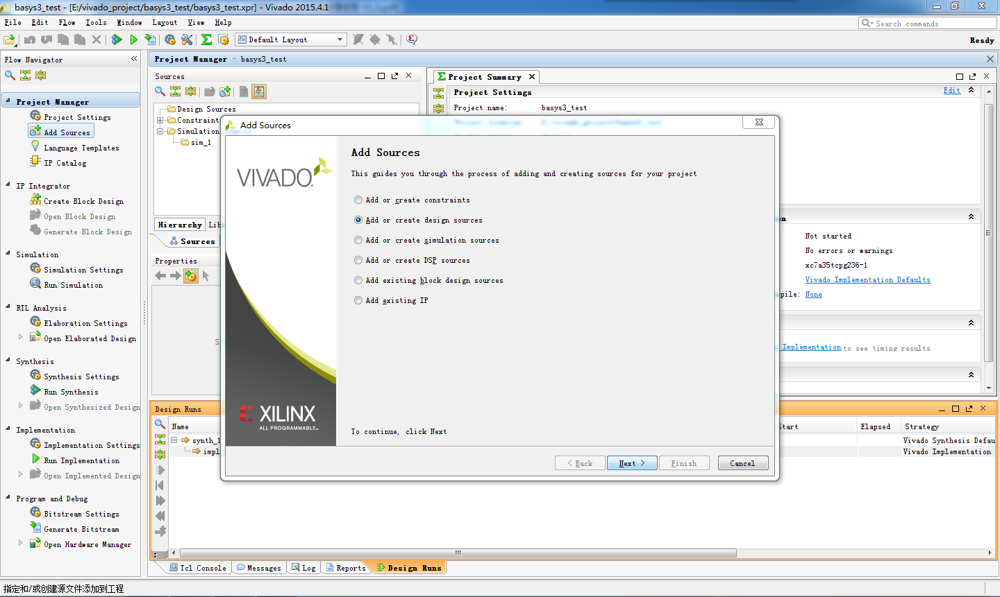 basys3_test - [E:/vivado_project/basys3_test/basys3_test.xpr] - Vivado 2015.4.1
File Edit Flow Tools Window Layout View Help
Search commands
Default Layout
Ready
Flow Navigator
Project Manager
Project Settings
Add Sources
Language Templates
IP Catalog
IP Integrator
Create Block Design
Open Block Design
Generate Block Design
Simulation
Simulation Settings
Run Simulation
RTL Analysis
Elaboration Settings
Open Elaborated Design
Synthesis
Synthesis Settings
Run Synthesis
Open Synthesized Design
Implementation
Implementation Settings
Run Implementation
Open Implemented Design
Program and Debug
Bitstream Settings
Generate Bitstream
Open Hardware Manager
Project Manager - basys3_test
Sources
Design Sources
Constraint
Simulation
sim_1
Hierarchy Lib
Sources
Properties
Project Summary
Project Settings
Edit
Project name: basys3_test
Not started
No errors or warnings
xc7a35tcpg236-1
Vivado Implementation Defaults
pile: None
Implementation to see timing results
Add Sources
VIVADO.
XILINX
ALL PROGRAMMABLE™
Add Sources
This guides you through the process of adding and creating sources for your project
Add or create constraints
Add or create design sources
Add or create simulation sources
Add or create DSP sources
Add existing block design sources
Add existing IP
To continue, click Next
< Back
Next >
Finish
Cancel
Design Runs
Name Start Elapsed Strategy
synth_1 Vivado Synthesis Defau
impl Vivado Implementation
Tcl Console Messages Log Reports Design Runs
指定和/或创建源文件添加到工程